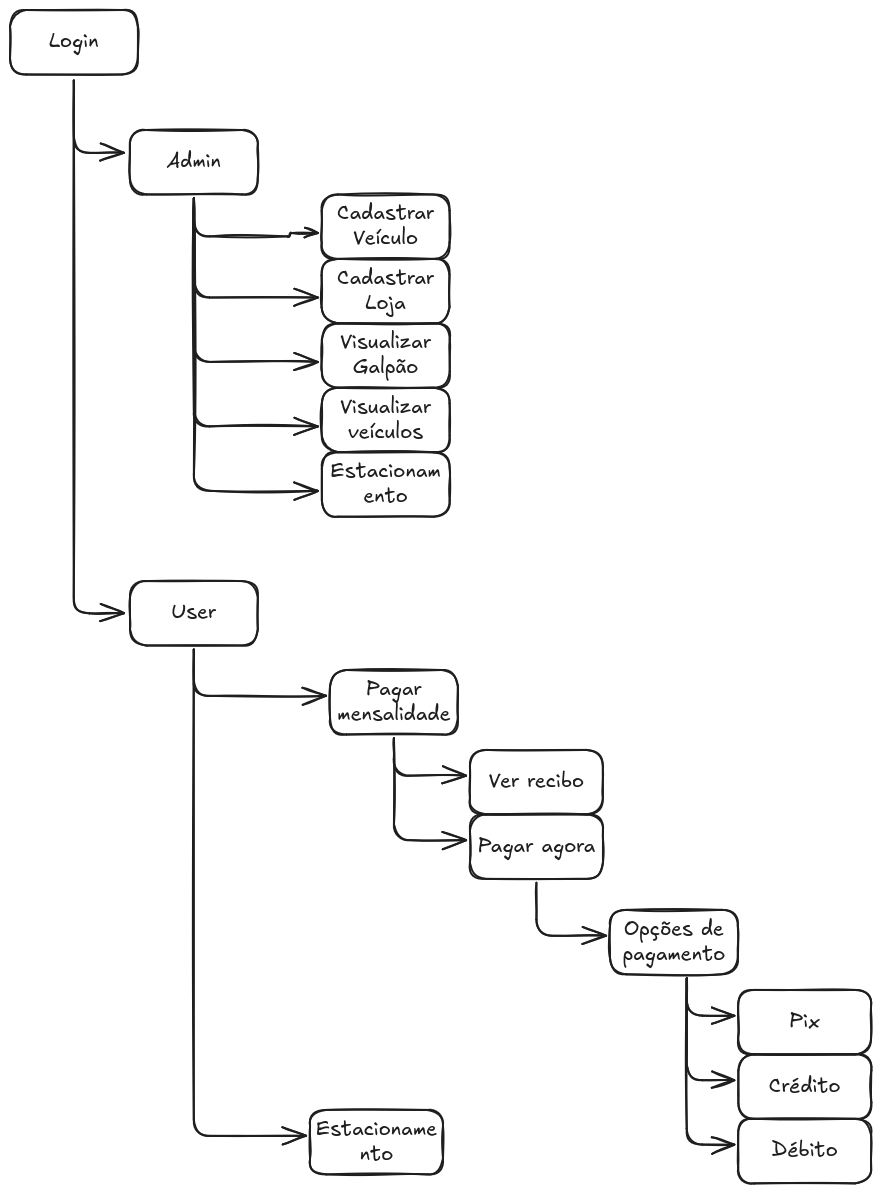 Login
Admin
Cadastrar
Veículo
Cadastrar
Loja
Visualizar
Galpão
Visualizar
veículos
Estacionam
ento
User
Pagar
mensalidade
Ver recibo
Pagar agora
Opções de
pagamento
Pix
Crédito
Débito
Estacioname
nto